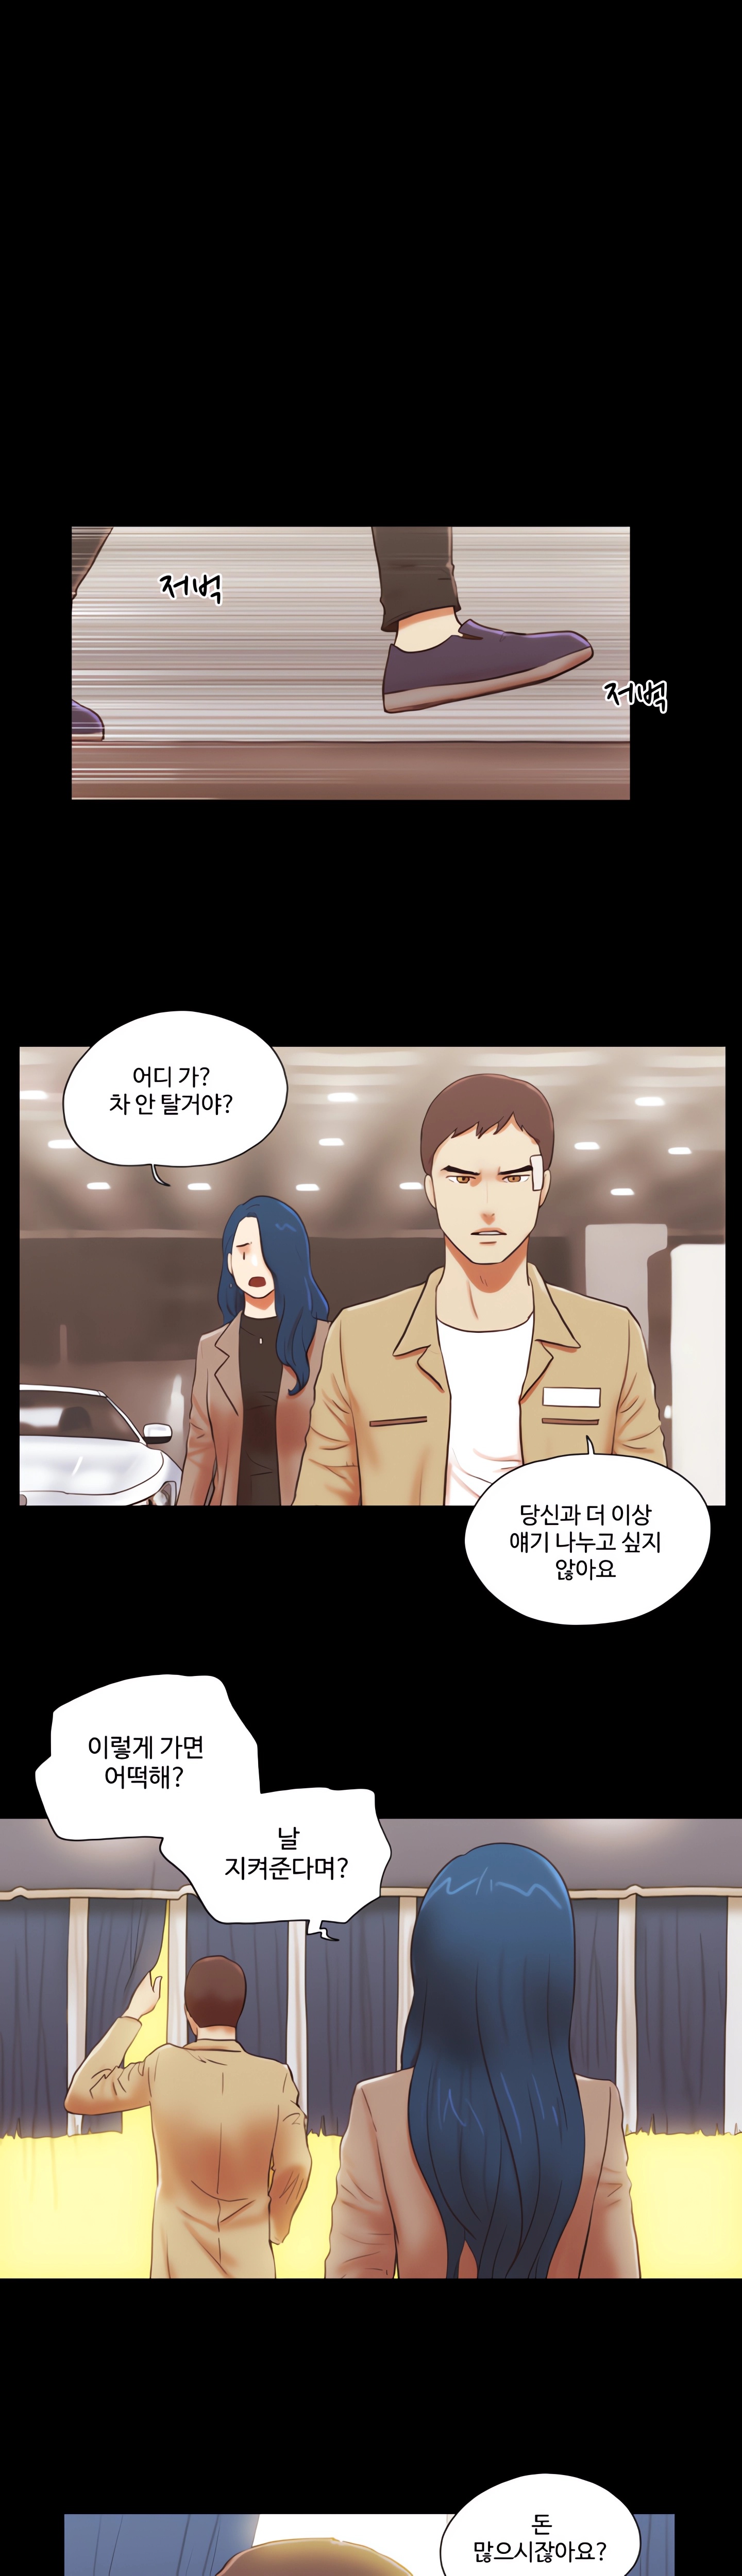 저벅
저벅
어디 가?
차 안 탈거야?
당신과 더 이상
얘기 나누고 싶지
않아요
이렇게 가면
어떡해?
날
지켜준다며?
돈
많으시잖아요?